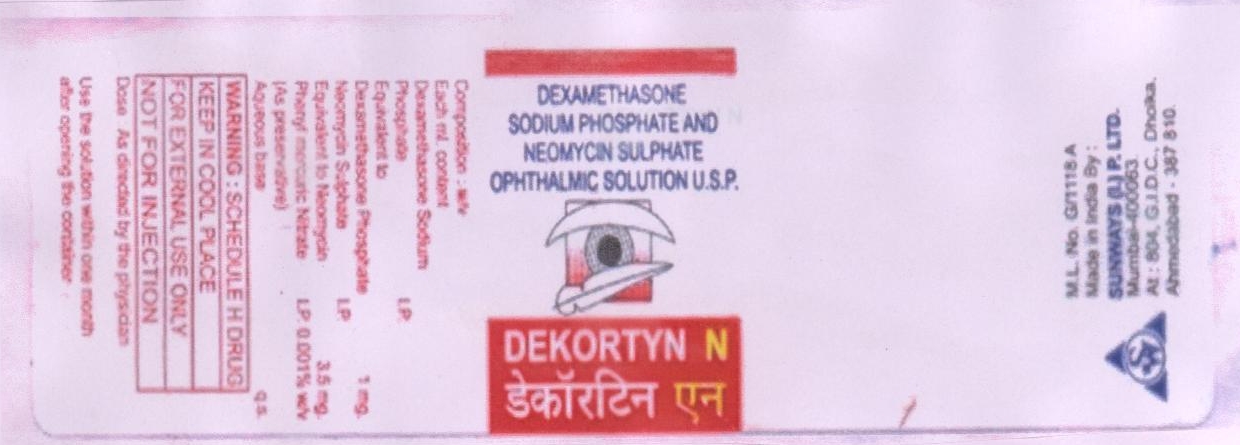 DEXAMETHASONE
SODIUM PHOSPHATE AND
NEOMYCIN SULPHATE
OPHTHALMIC SOLUTION U.S.P.
DEKORTYN N
डेकॉरटिन एन
Composition : w/v
Each ml. content
Dexamethasone Sodium
Phosphate I.P.
Equivalent to
Dexamethasone Phosphate 1 mg.
Neomycin Sulphate I.P.
Equivalent to Neomycin 3.5 mg.
Phenyl mercuric Nitrate I.P. 0.001% w/v
(As preservative)
Aqueous base q.s.
WARNING : SCHEDULE H DRUG
KEEP IN COOL PLACE
FOR EXTERNAL USE ONLY
NOT FOR INJECTION
Dose As directed by the physician
Use the solution within one month
after opening the container
M.L. No. G/1118 A
Made in India By :
SUNWAYS (I.) P. LTD.
Mumbai-400063.
At : 804, G.I.D.C., Dholka.
Ahmedabad - 387 810.